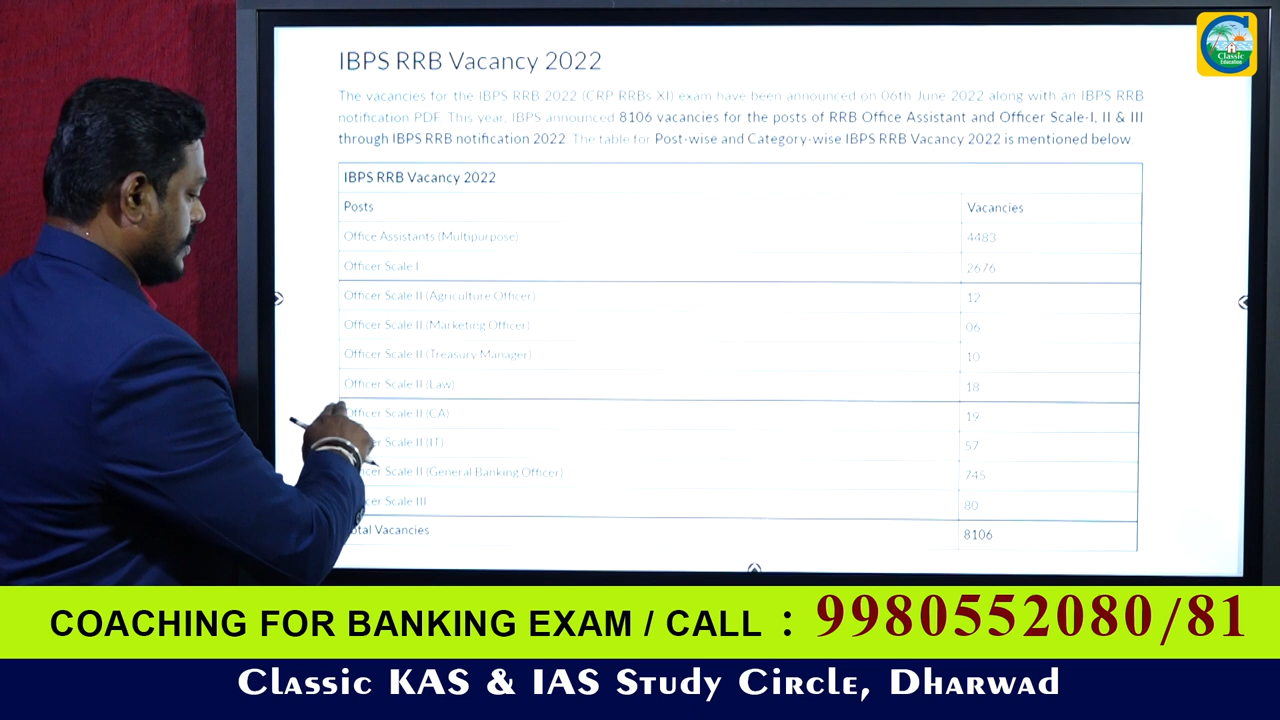 IBPS RRB Vacancy 2022
The vacancies for the IBPS RRB 2022 (CRP RRBs XI) exam have been announced on 06th June 2022 along with an IBPS RRB
notification PDF. This year, IBPS announced 8106 vacancies for the posts of RRB Office Assistant and Officer Scale-I, II & III
through IBPS RRB notification 2022. The table for Post-wise and Category-wise IBPS RRB Vacancy 2022 is mentioned below.
IBPS RRB Vacancy 2022
Posts Vacancies
Office Assistants (Multipurpose) 4483
Officer Scale I 2676
Officer Scale II (Agriculture Officer) 12
Officer Scale II (Marketing Officer) 06
Officer Scale II (Treasury Manager) 10
Officer Scale II (Law) 18
Officer Scale II (CA) 19
er Scale II (IT) 57
icer Scale II (General Banking Officer) 745
cer Scale III 80
otal Vacancies 8106
Classic
Education
COACHING FOR BANKING EXAM / CALL : 9980552080/81
Classic KAS & IAS Study Circle, Dharwad